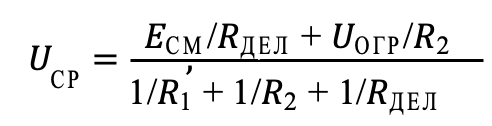 U_СР = (E_СМ/R_ДЕЛ + U_ОГР/R_2) / (1/R_1' + 1/R_2 + 1/R_ДЕЛ)